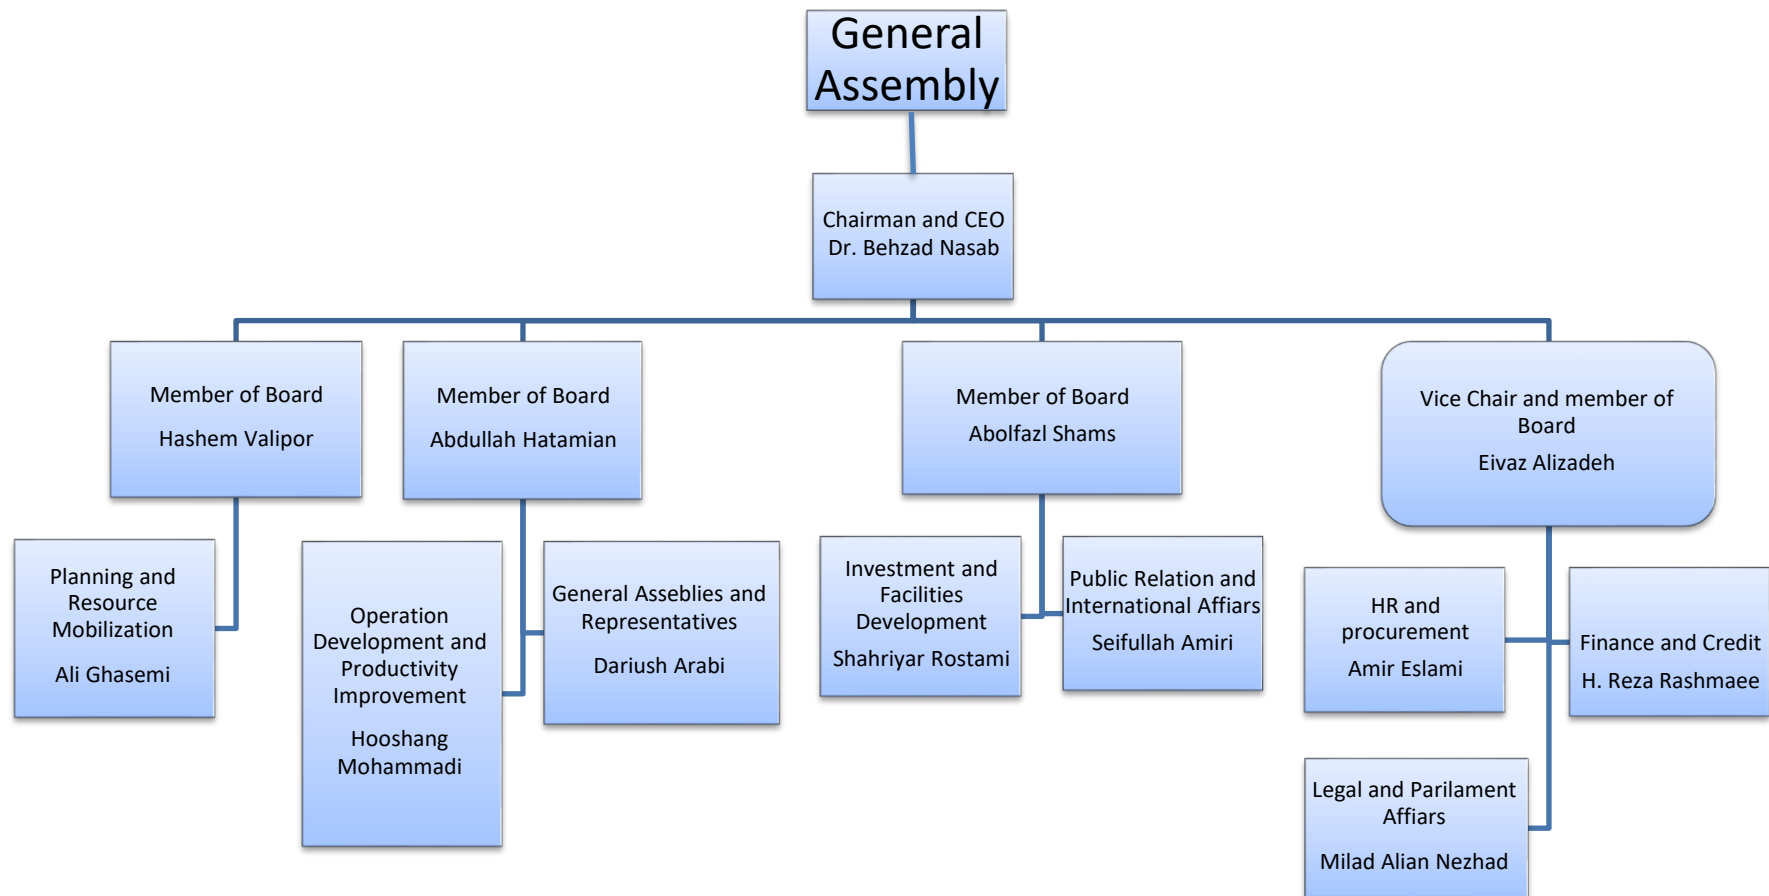 General
Assembly
Chairman and CEO
Dr. Behzad Nasab
Member of Board
Hashem Valipor
Member of Board
Abdullah Hatamian
Member of Board
Abolfazl Shams
Vice Chair and member of
Board
Eivaz Alizadeh
Planning and
Resource
Mobilization
Ali Ghasemi
Operation
Development and
Productivity
Improvement
Hooshang
Mohammadi
General Asseblies and
Representatives
Dariush Arabi
Investment and
Facilities
Development
Shahriyar Rostami
Public Relation and
International Affiars
Seifullah Amiri
HR and
procurement
Amir Eslami
Finance and Credit
H. Reza Rashmaee
Legal and Parilament
Affiars
Milad Alian Nezhad